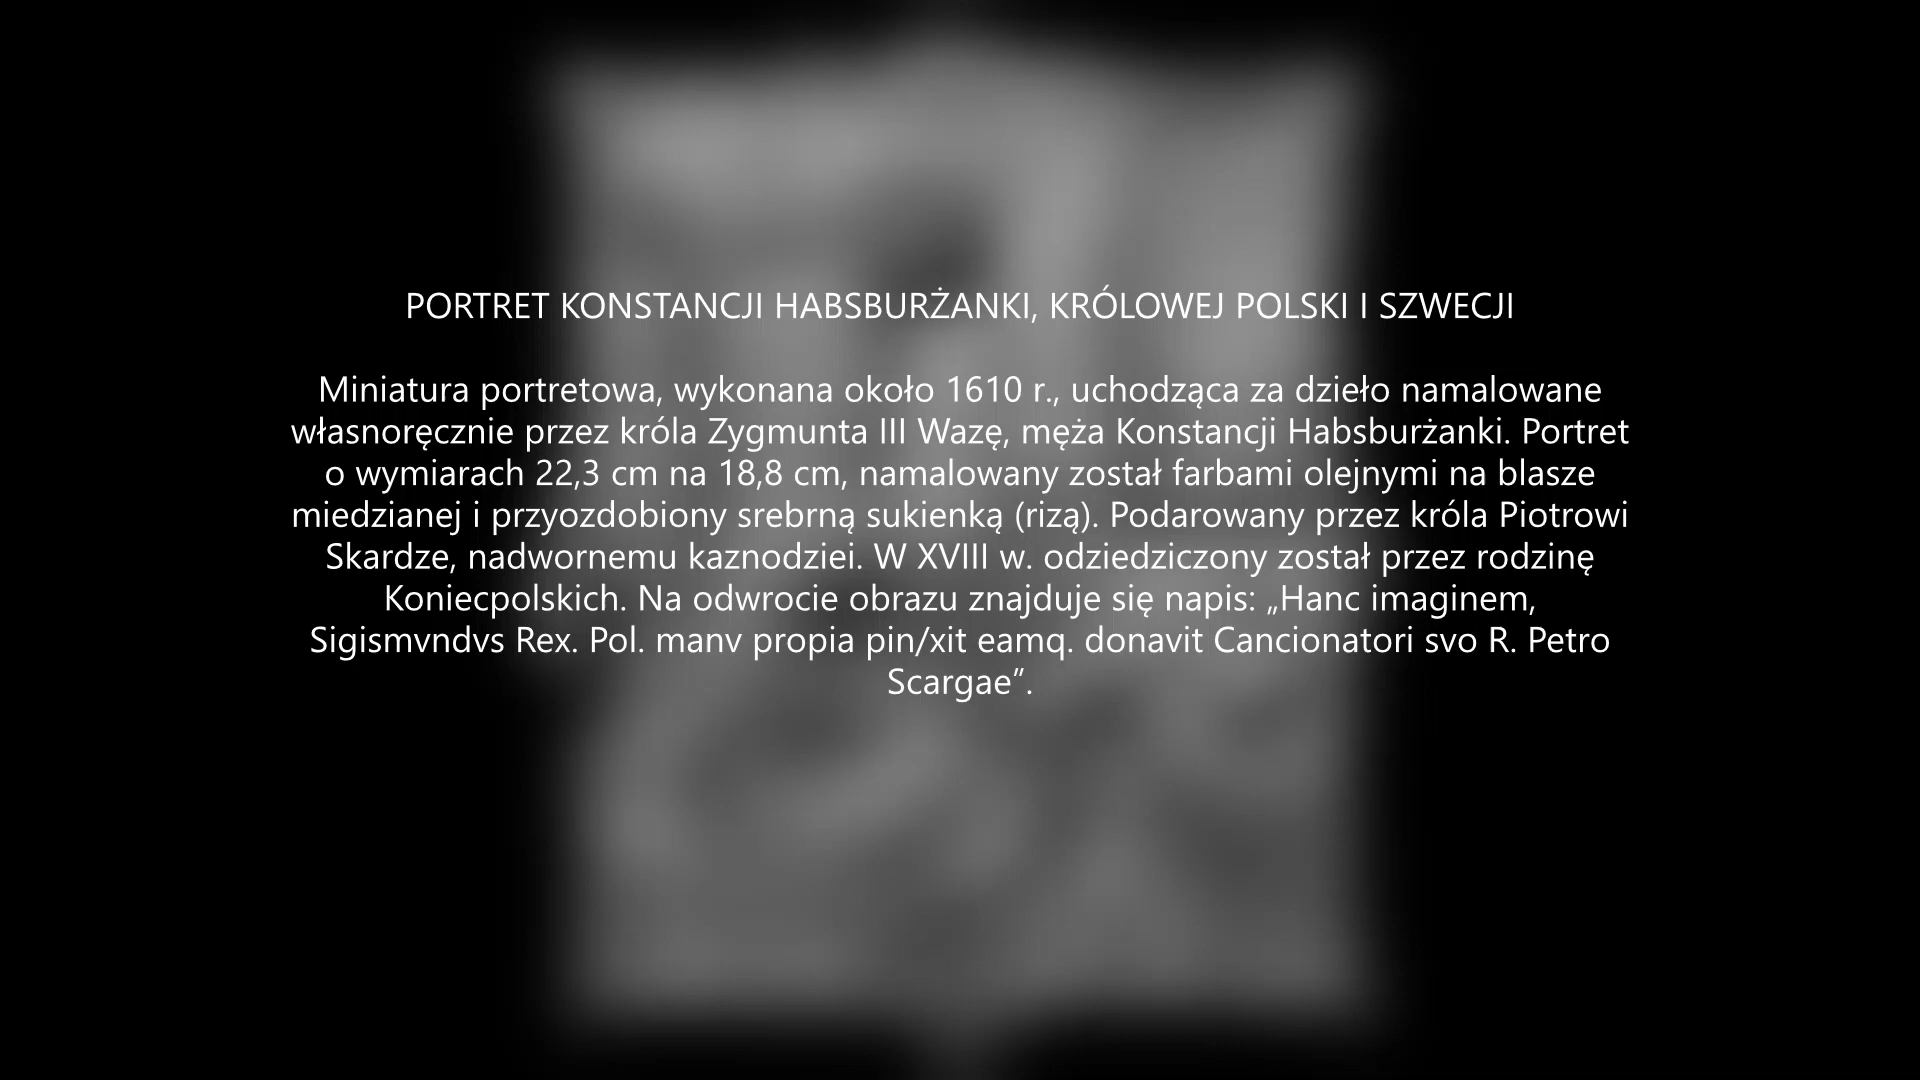 PORTRET KONSTANCJI HABSBURŻANKI, KRÓLOWEJ POLSKI I SZWECJI
Miniatura portretowa, wykonana około 1610 r., uchodząca za dzieło namalowane
własnoręcznie przez króla Zygmunta III Wazę, męża Konstancji Habsburżanki. Portret
o wymiarach 22,3 cm na 18,8 cm, namalowany został farbami olejnymi na blasze
miedzianej i przyozdobiony srebrną sukienką (rizą). Podarowany przez króla Piotrowi
Skardze, nadwornemu kaznodziei. W XVIII w. odziedziczony został przez rodzinę
Koniecpolskich. Na odwrocie obrazu znajduje się napis: „Hanc imaginem,
Sigismvndvs Rex. Pol. manv propia pin/xit eamq. donavit Cancionatori svo R. Petro
Scargae”.